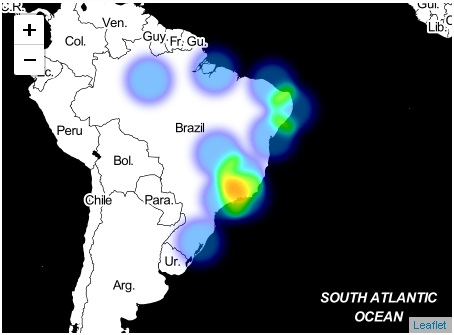 C.R.
Ven.
Gui.
+
Col.
Guy.
Fr. Gu.
Lib.
−
Ec.
Peru
Brazil
Bol.
Chile
Para.
Ur.
Arg.
SOUTH ATLANTIC
OCEAN
Leaflet